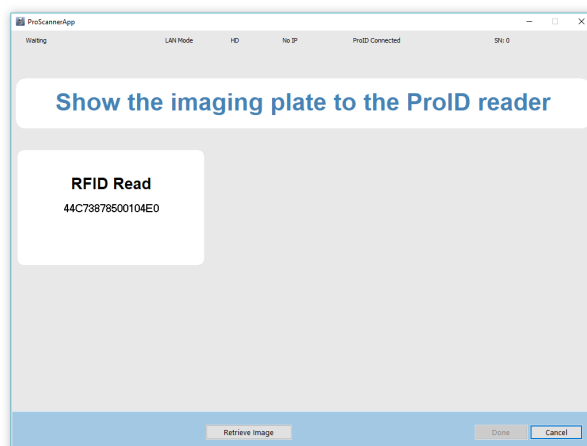 ProScannerApp
Waiting LAN Mode HD No IP ProID Connected SN: 0
Show the imaging plate to the ProID reader
RFID Read
44C73878500104E0
Retrieve Image Done Cancel